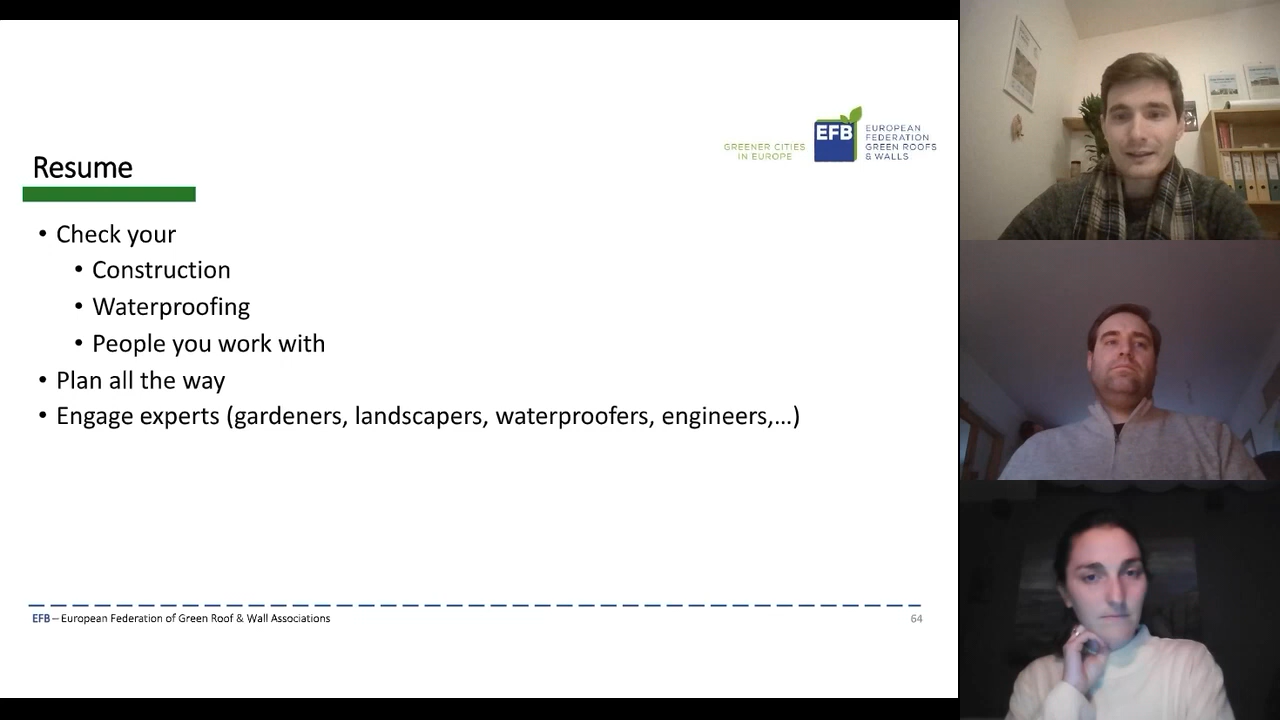 GREENER CITIES
IN EUROPE
EFB
EUROPEAN
FEDERATION
GREEN ROOFS
& WALLS
Resume
• Check your
• Construction
• Waterproofing
• People you work with
• Plan all the way
• Engage experts (gardeners, landscapers, waterproofers, engineers,...)
EFB – European Federation of Green Roof & Wall Associations
64